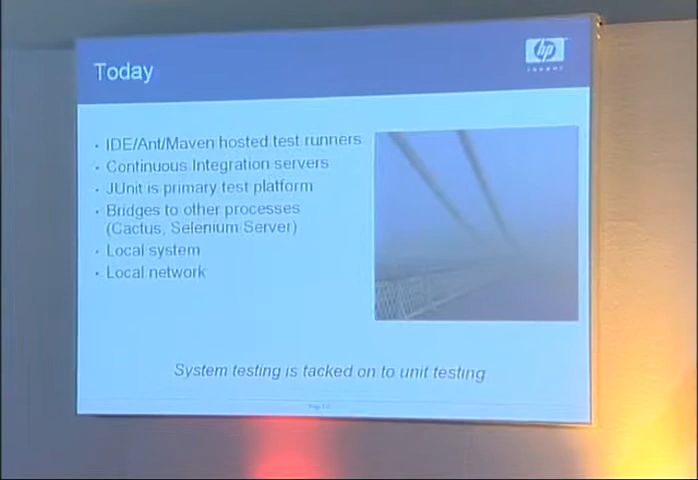 Today
hp
invent
· IDE/Ant/Maven hosted test runners
· Continuous Integration servers
· JUnit is primary test platform
· Bridges to other processes
(Cactus, Selenium Server)
· Local system
· Local network
System testing is tacked on to unit testing